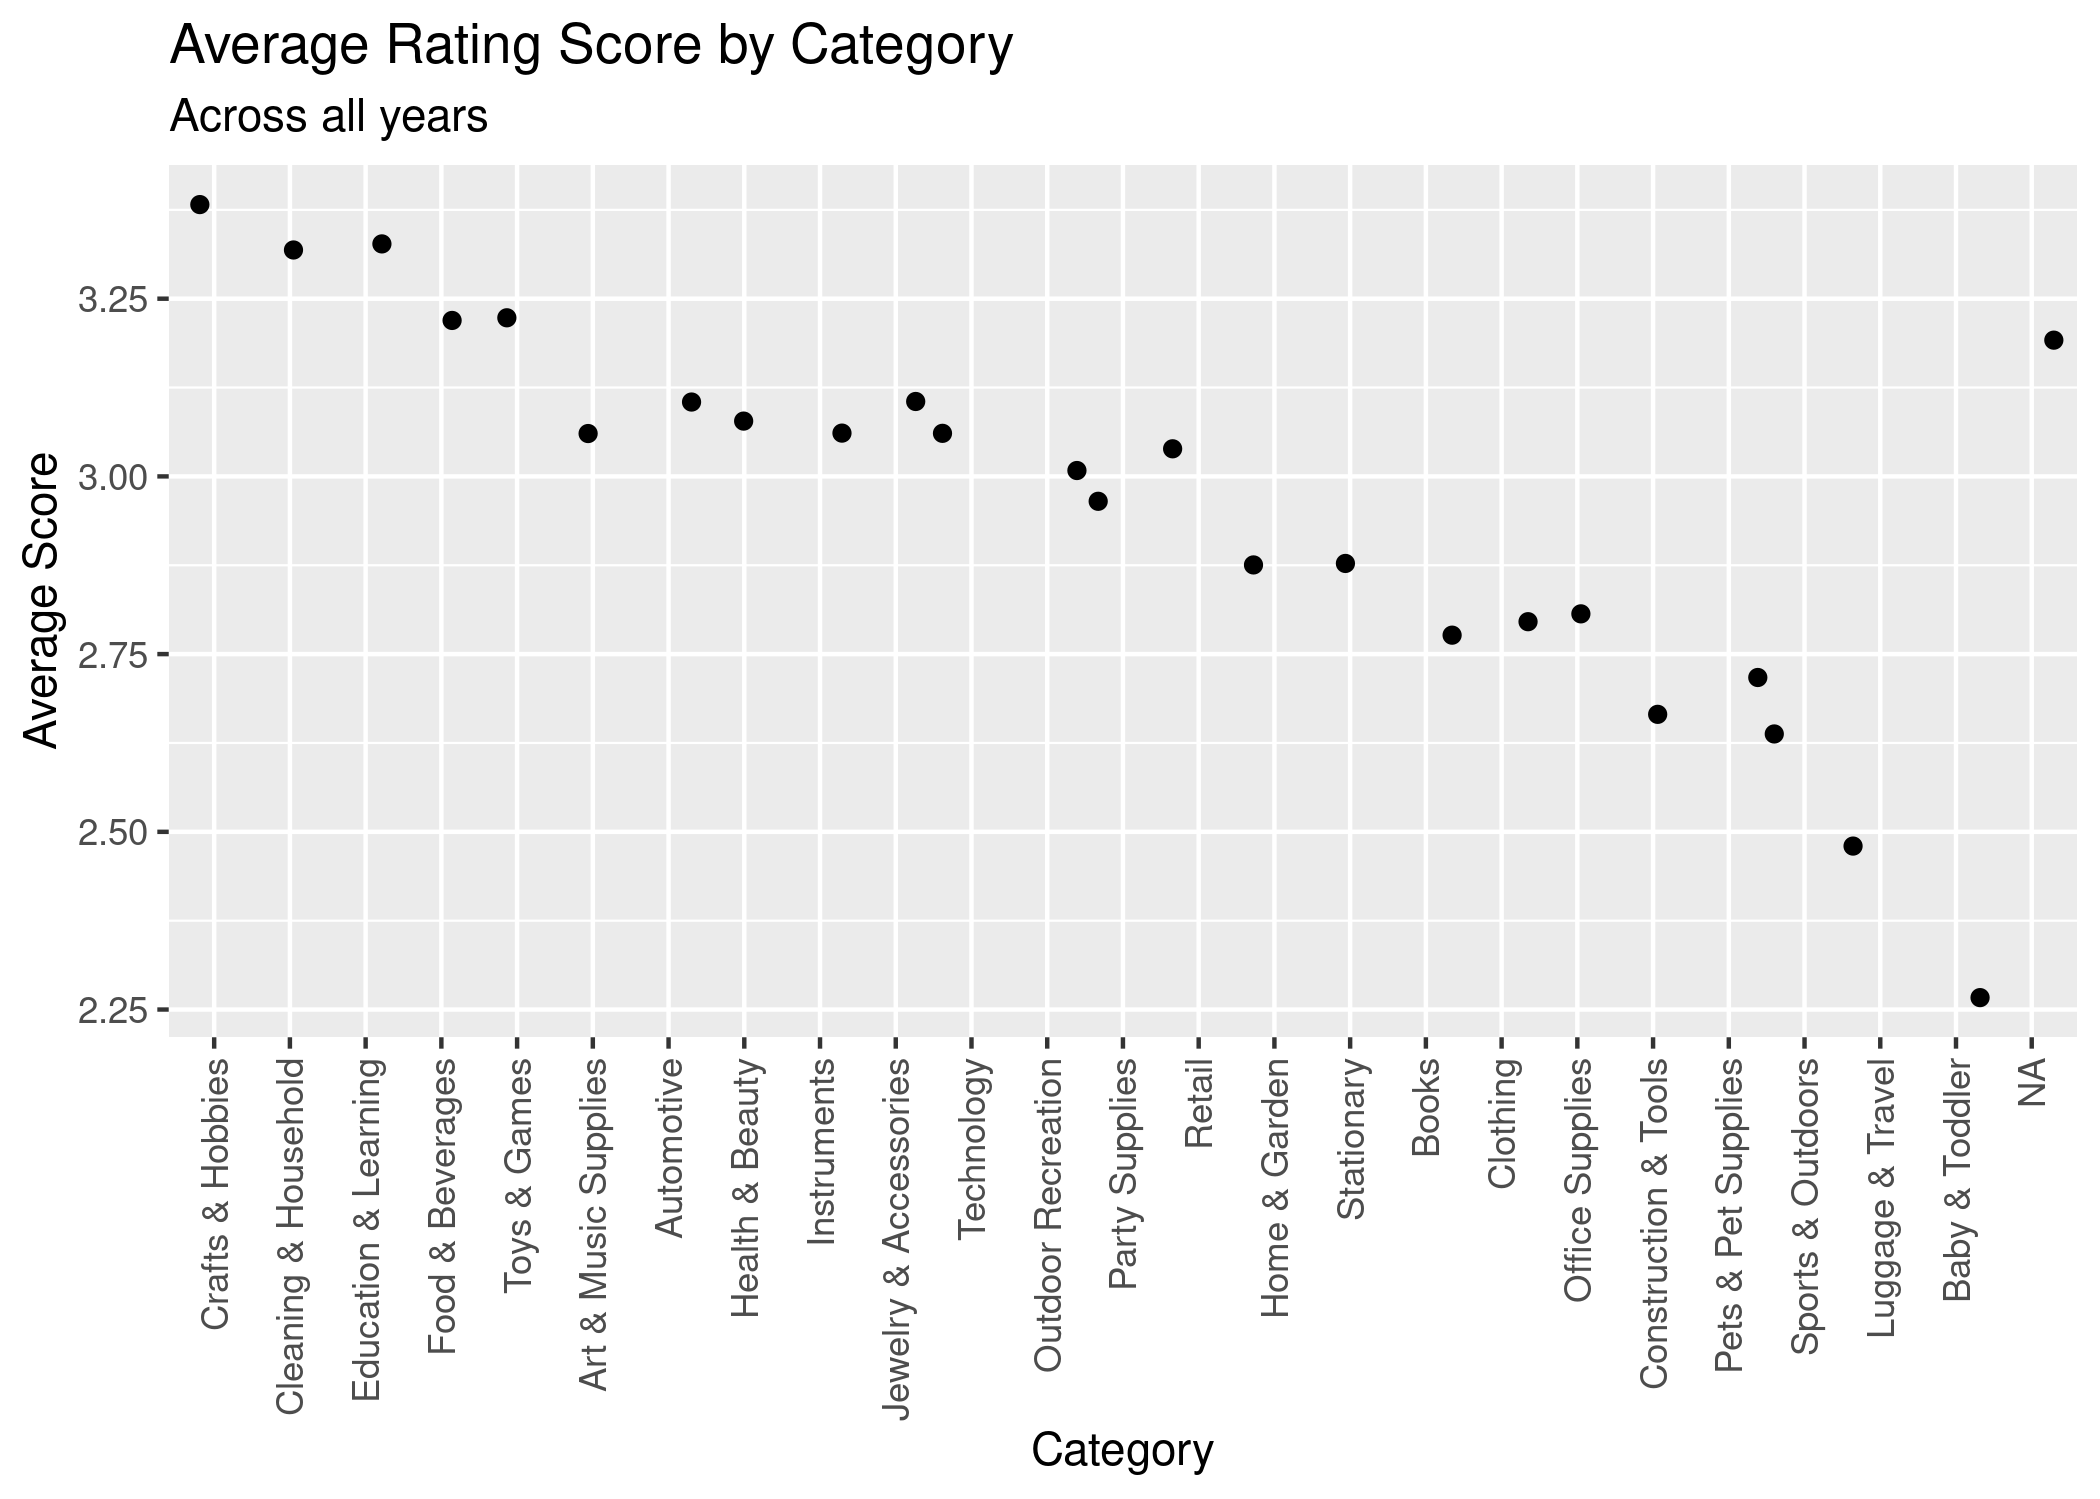 Average Rating Score by Category
Across all years
Average Score
3.25
3.00
2.75
2.50
2.25
Crafts & Hobbies
Cleaning & Household
Education & Learning
Food & Beverages
Toys & Games
Art & Music Supplies
Automotive
Health & Beauty
Instruments
Jewelry & Accessories
Technology
Outdoor Recreation
Party Supplies
Retail
Home & Garden
Stationary
Books
Clothing
Office Supplies
Construction & Tools
Pets & Pet Supplies
Sports & Outdoors
Luggage & Travel
Baby & Toddler
NA
Category